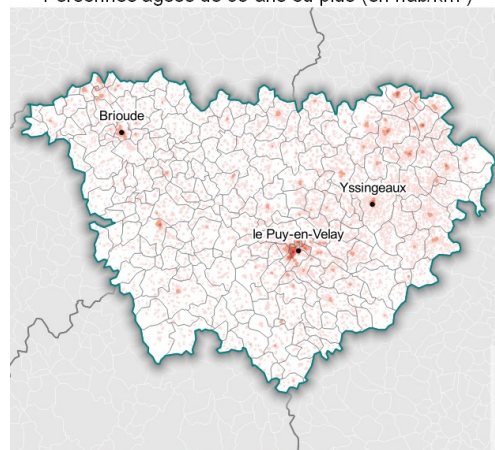 Personnes âgées de 65 ans ou plus (en hab/km²)
Brioude
Yssingeaux
le Puy-en-Velay